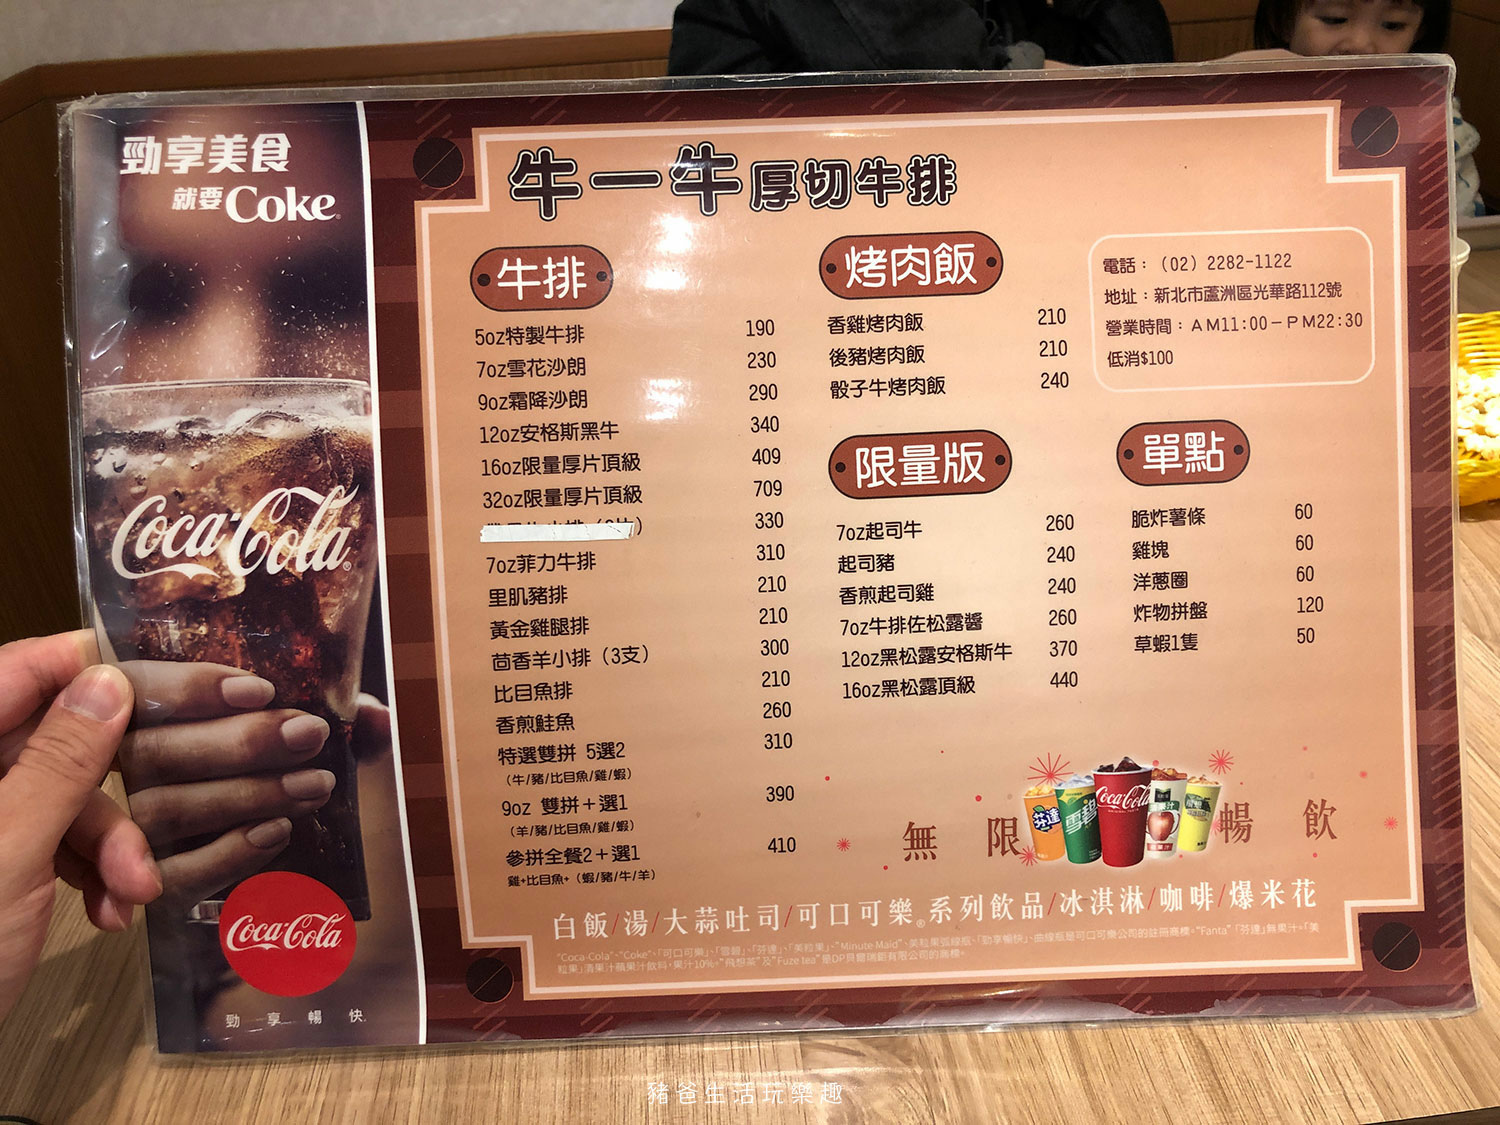 勁享美食
就要Coke
Coca-Cola
Coca-Cola
勁 享 暢 快.
牛一牛厚切牛排
牛排
5oz特製牛排 190
7oz雪花沙朗 230
9oz霜降沙朗 290
12oz安格斯黑牛 340
16oz限量厚片頂級 409
32oz限量厚片頂級 709
330
7oz菲力牛排 310
里肌豬排 210
黃金雞腿排 210
茴香羊小排（3支） 300
比目魚排 210
香煎鮭魚 260
特選雙拼 5選2 310
（牛/豬/比目魚/雞/蝦）
9oz 雙拼＋選1 390
（羊/豬/比目魚/雞/蝦）
參拼全餐2＋選1 410
雞+比目魚+（蝦/豬/牛/羊）
烤肉飯
香雞烤肉飯 210
後豬烤肉飯 210
骰子牛烤肉飯 240
限量版
7oz起司牛 260
起司豬 240
香煎起司雞 240
7oz牛排佐松露醬 260
12oz黑松露安格斯牛 370
16oz黑松露頂級 440
電話：（02）2282-1122
地址：新北市蘆洲區光華路112號
營業時間：AM11:00－PM22:30
低消$100
單點
脆炸薯條 60
雞塊 60
洋蔥圈 60
炸物拼盤 120
草蝦1隻 50
無限暢飲
芬達
雪碧
Coca-Cola
白飯/湯/大蒜吐司/可口可樂®系列飲品/冰淇淋/咖啡/爆米花
豬爸生活玩樂趣